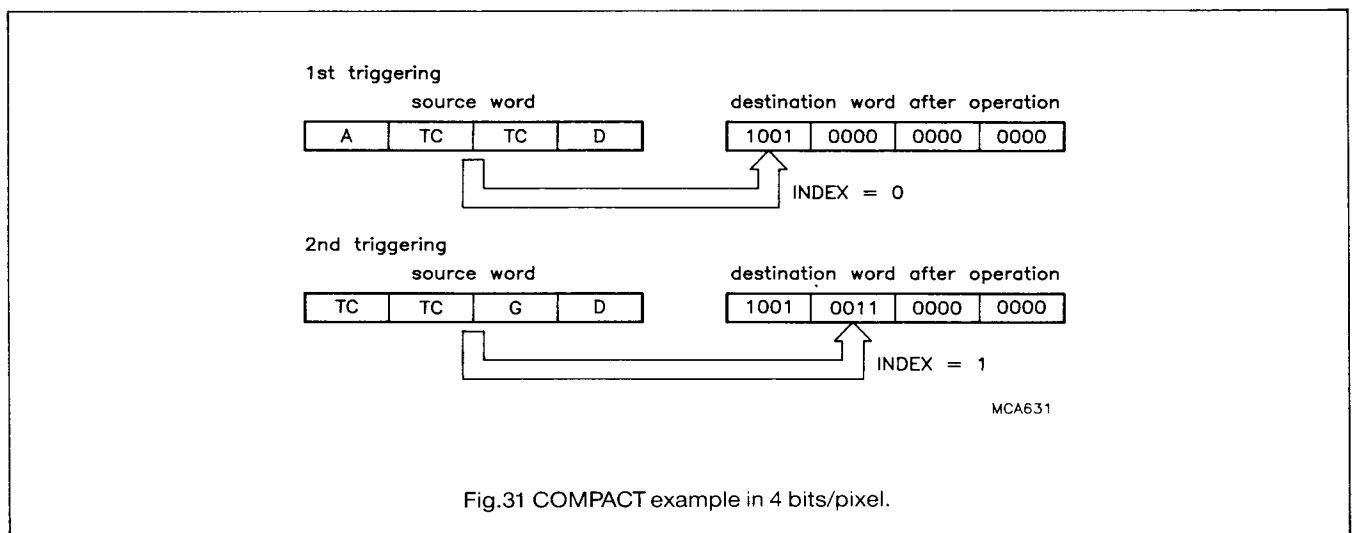 1st triggering
source word destination word after operation
A TC TC D 1001 0000 0000 0000
INDEX = 0
2nd triggering
source word destination word after operation
TC TC G D 1001 0011 0000 0000
INDEX = 1
MCA631
Fig.31 COMPACT example in 4 bits/pixel.